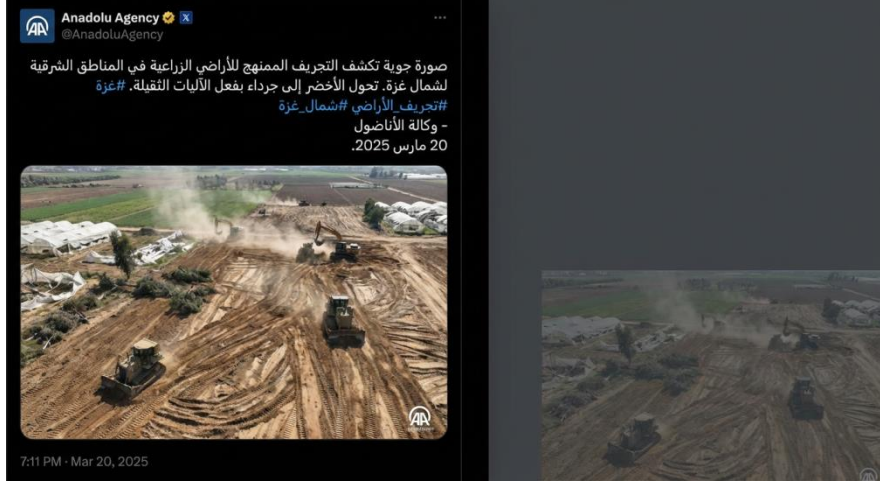 Anadolu Agency
@AnadoluAgency
صورة جوية تكشف التجريف الممنهج للأراضي الزراعية في المناطق الشرقية
لشمال غزة. تحول الأخضر إلى جرداء بفعل الآليات الثقيلة. #غزة
#تجريف_الأراضي #شمال_غزة
- وكالة الأناضول
20 مارس 2025.
AA
7:11 PM · Mar 20, 2025